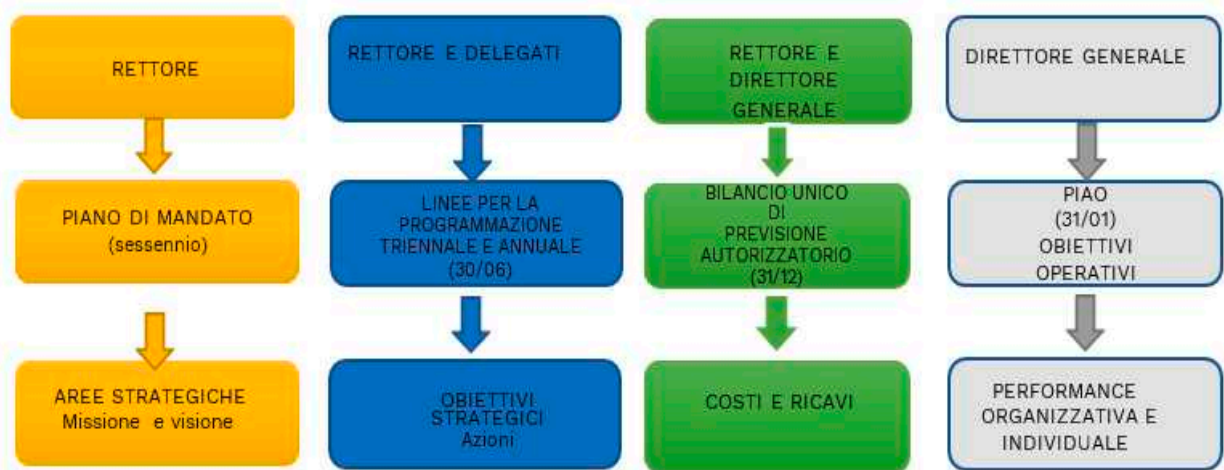 RETTORE
RETTORE E DELEGATI
RETTORE E
DIRETTORE
GENERALE
DIRETTORE GENERALE
PIANO DI MANDATO
(sessennio)
LINEE PER LA
PROGRAMMAZIONE
TRIENNALE E ANNUALE
(30/06)
BILANCIO UNICO
DI
PREVISIONE
AUTORIZZATORIO
(31/12)
PIAO
(31/01)
OBIETTIVI
OPERATIVI
AREE STRATEGICHE
Missione e visione
OBIETTIVI
STRATEGICI
Azioni
COSTI E RICAVI
PERFORMANCE
ORGANIZZATIVA E
INDIVIDUALE